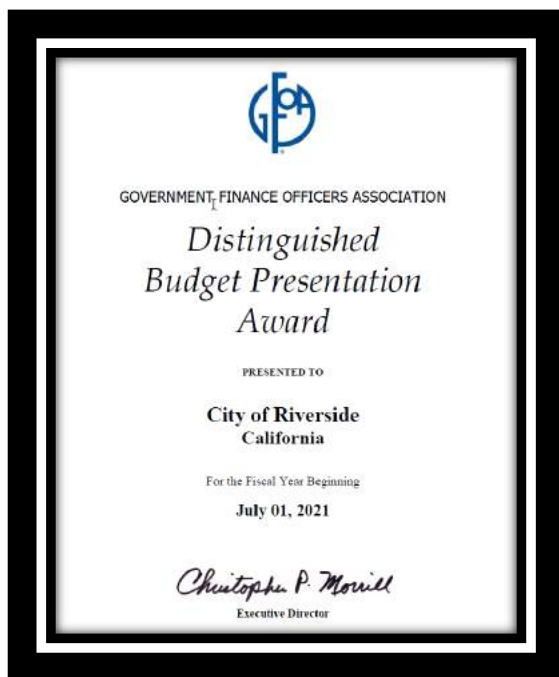 GFOA
GOVERNMENT FINANCE OFFICERS ASSOCIATION
Distinguished
Budget Presentation
Award
PRESENTED TO
City of Riverside
California
For the Fiscal Year Beginning
July 01, 2021
Christopher P. Morrill
Executive Director